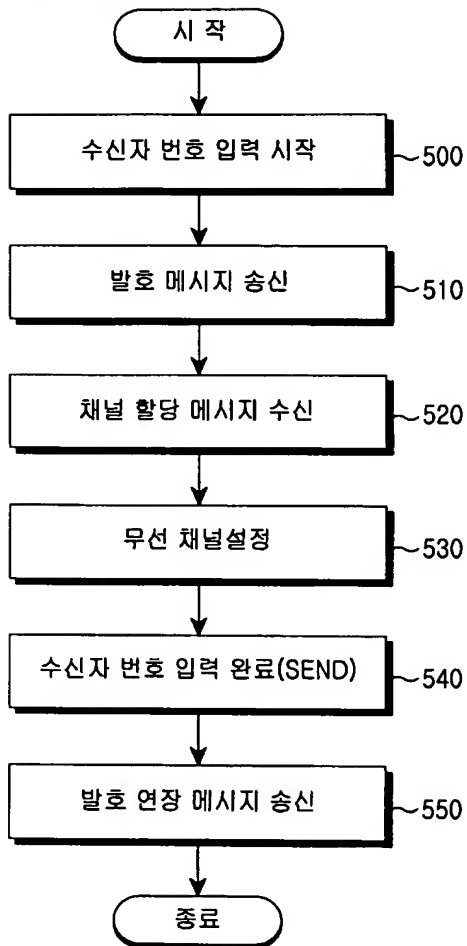 시 작
수신자 번호 입력 시작
500
발호 메시지 송신
510
채널 할당 메시지 수신
520
무선 채널설정
530
수신자 번호 입력 완료(SEND)
540
발호 연장 메시지 송신
550
종료